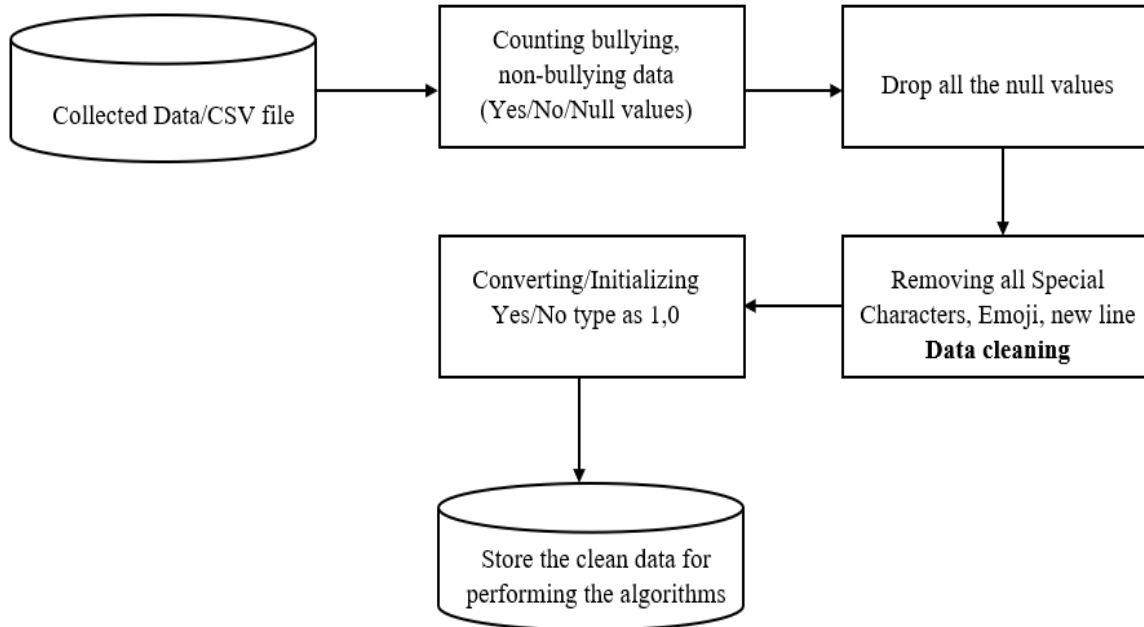 Collected Data/CSV file
Counting bullying,
non-bullying data
(Yes/No/Null values)
Drop all the null values
Removing all Special
Characters, Emoji, new line
Data cleaning
Converting/Initializing
Yes/No type as 1,0
Store the clean data for
performing the algorithms